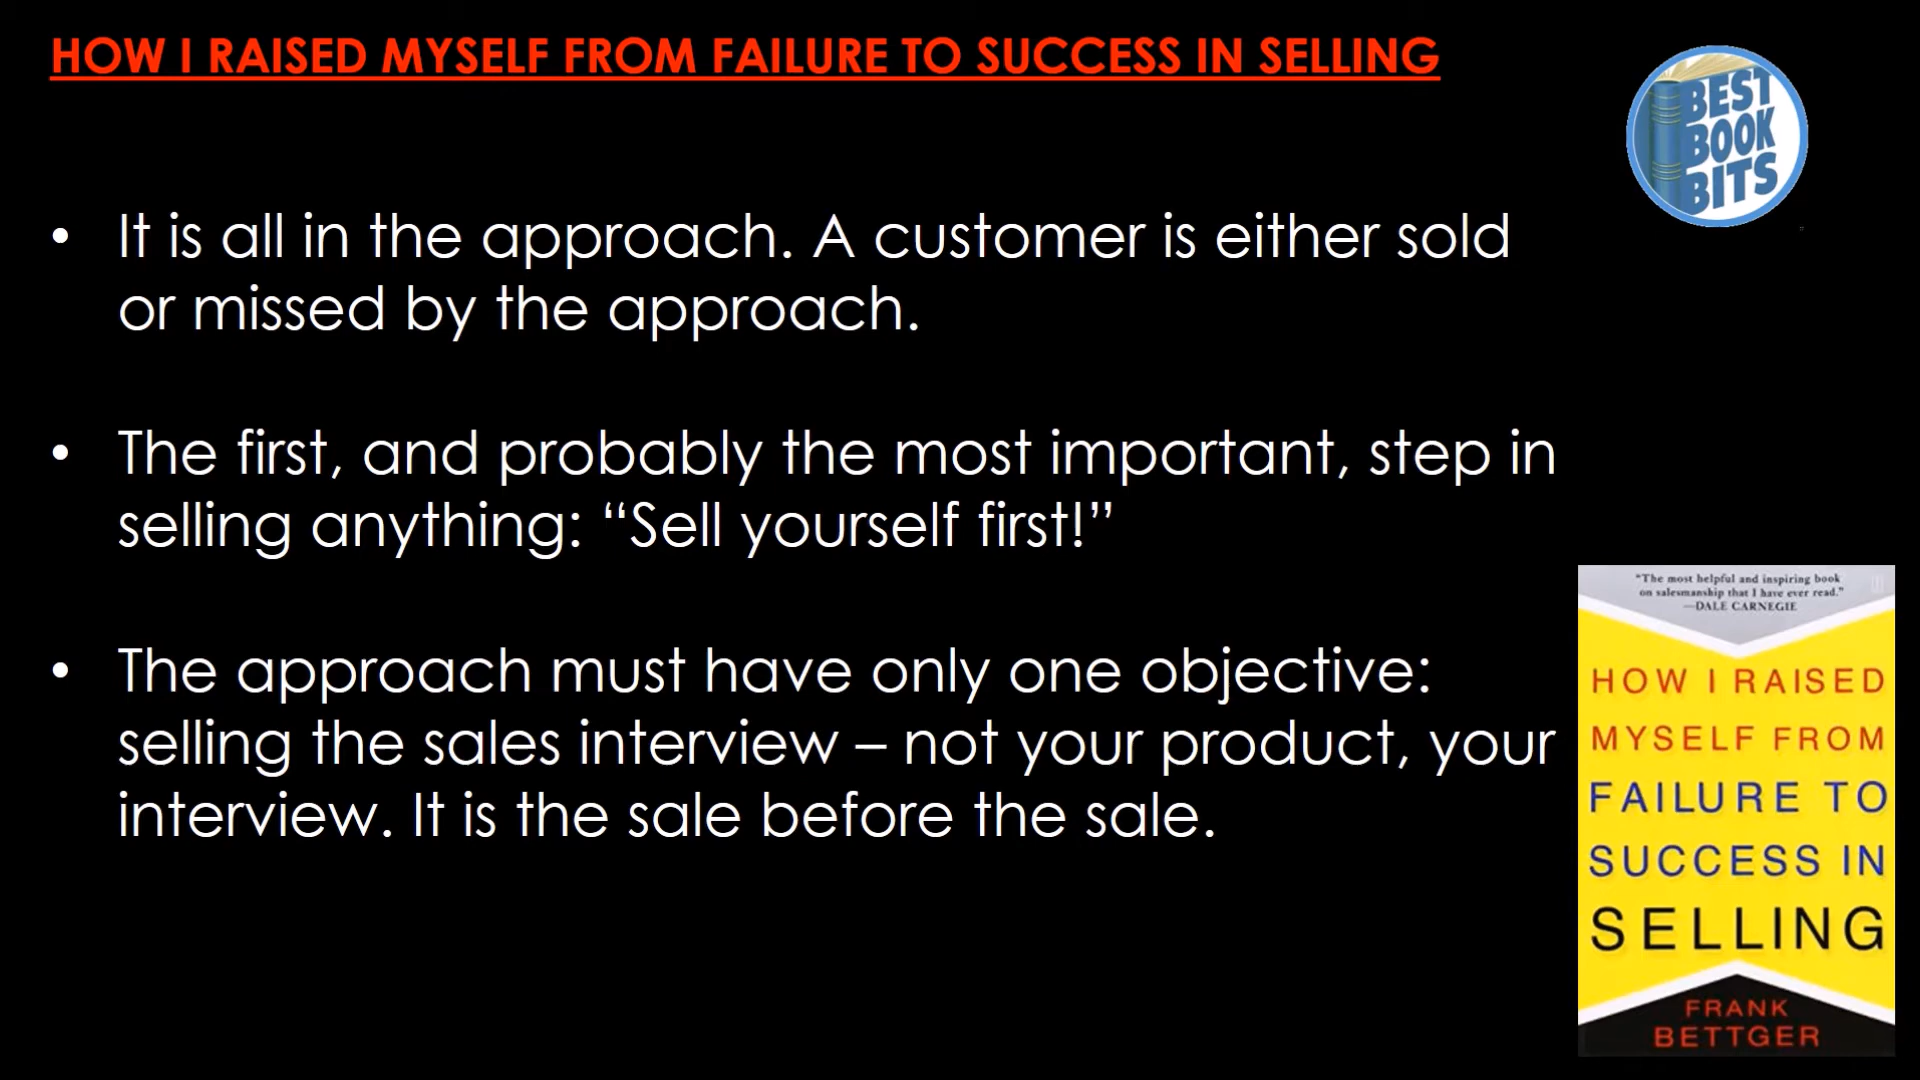 HOW I RAISED MYSELF FROM FAILURE TO SUCCESS IN SELLING
BEST
BOOK
BITS
• It is all in the approach. A customer is either sold
or missed by the approach.
• The first, and probably the most important, step in
selling anything: “Sell yourself first!”
• The approach must have only one objective:
selling the sales interview – not your product, your
interview. It is the sale before the sale.
“The most helpful and inspiring book
on salesmanship that I have ever read.”
—DALE CARNEGIE
HOW I RAISED
MYSELF FROM
FAILURE TO
SUCCESS IN
SELLING
FRANK
BETTGER